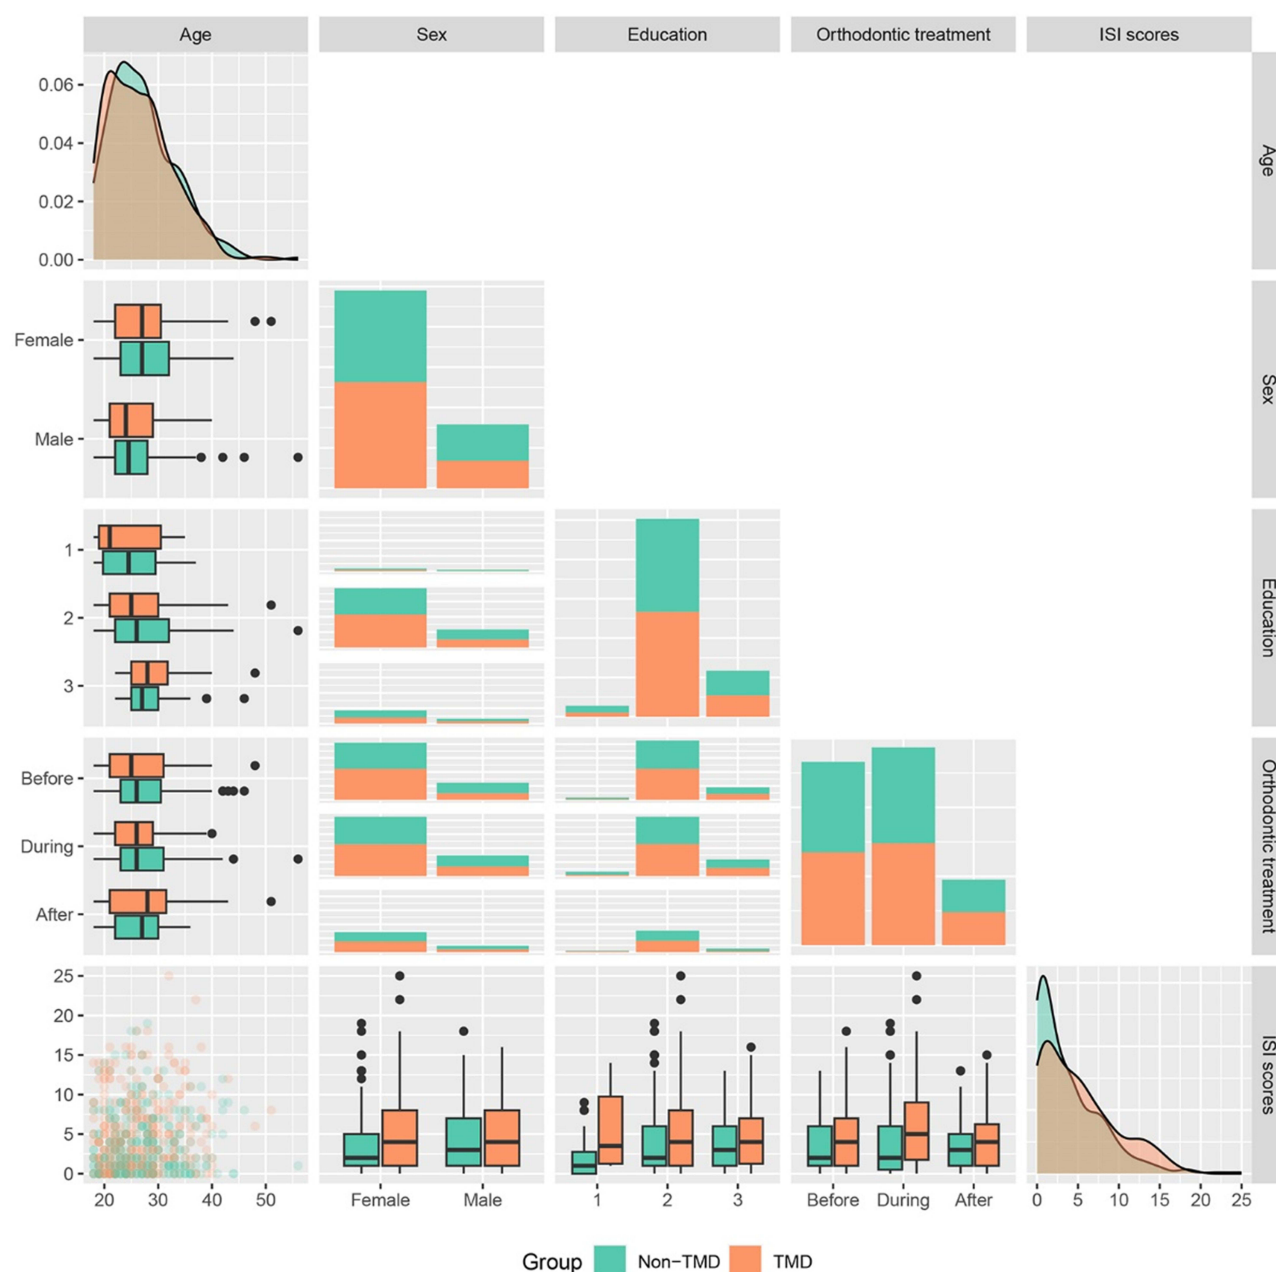 Age Sex Education Orthodontic treatment ISI scores
0.06
0.04
0.02
0.00
Age
Female
Male
Sex
1
2
3
Education
Before
During
After
Orthodontic treatment
25
20
15
10
5
0
ISI scores
20 30 40 50 Female Male 1 2 3 Before During After 0 5 10 15 20 25
Group Non-TMD TMD